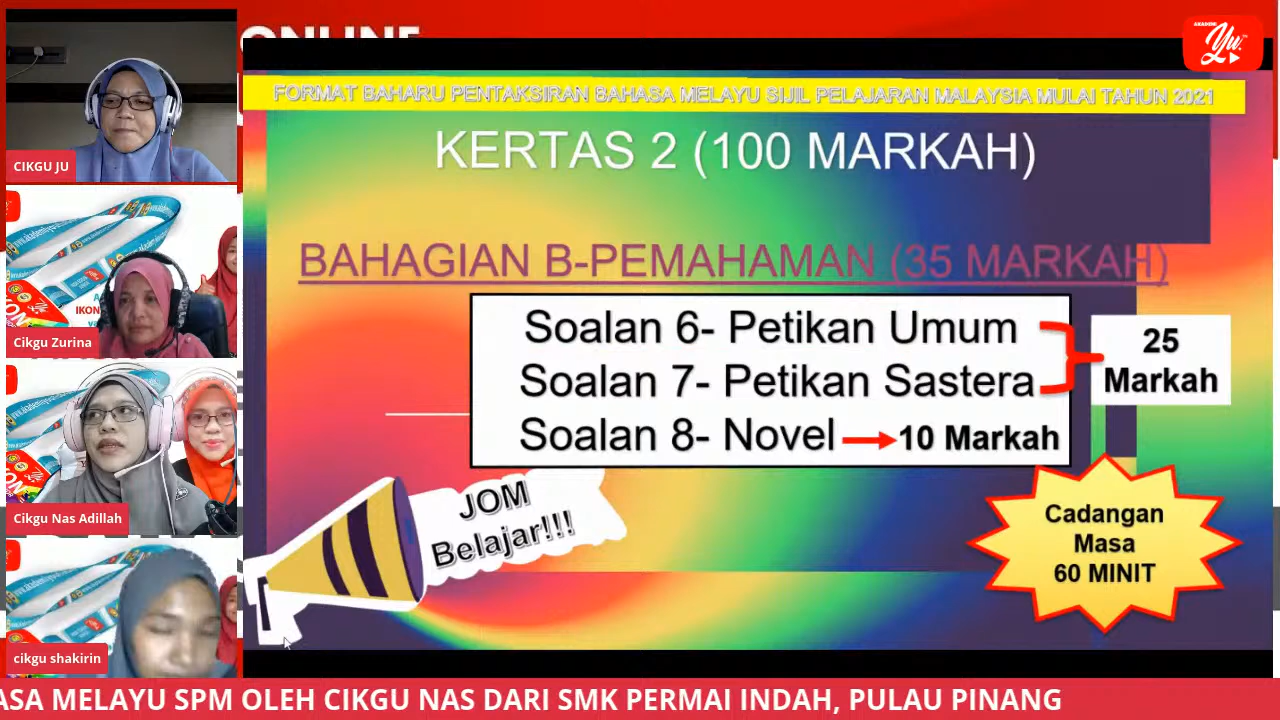 ONLINE
AKADEMI
Yu.
FORMAT BAHARU PENTAKSIRAN BAHASA MELAYU SIJIL PELAJARAN MALAYSIA MULAI TAHUN 2021
KERTAS 2 (100 MARKAH)
BAHAGIAN B-PEMAHAMAN (35 MARKAH)
Soalan 6- Petikan Umum
Soalan 7- Petikan Sastera
25
Markah
Soalan 8- Novel
10 Markah
JOM
Belajar!!!
Cadangan
Masa
60 MINIT
CIKGU JU
Cikgu Zurina
Cikgu Nas Adillah
cikgu shakirin
ASA MELAYU SPM OLEH CIKGU NAS DARI SMK PERMAI INDAH, PULAU PINANG